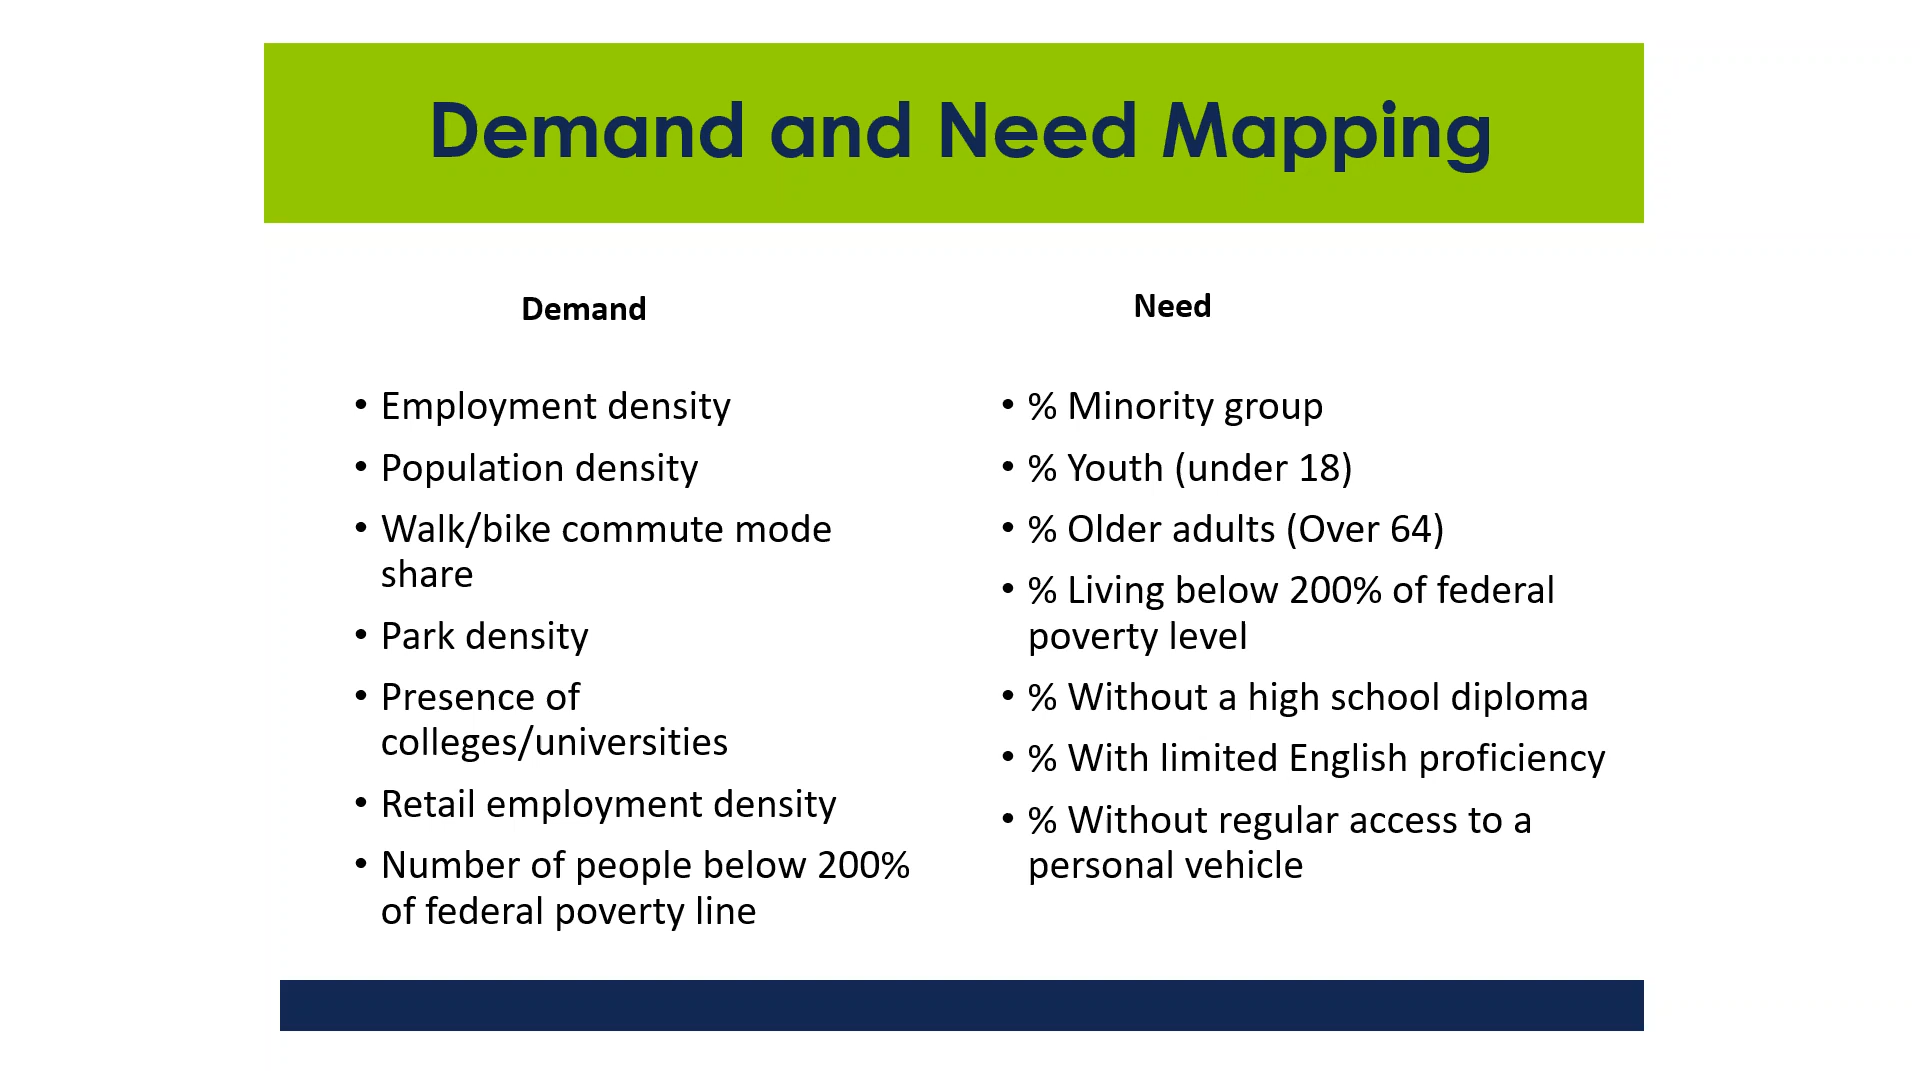 Demand and Need Mapping
Demand
• Employment density
• Population density
• Walk/bike commute mode
share
• Park density
• Presence of
colleges/universities
• Retail employment density
• Number of people below 200%
of federal poverty line
Need
• % Minority group
• % Youth (under 18)
• % Older adults (Over 64)
• % Living below 200% of federal
poverty level
• % Without a high school diploma
• % With limited English proficiency
• % Without regular access to a
personal vehicle